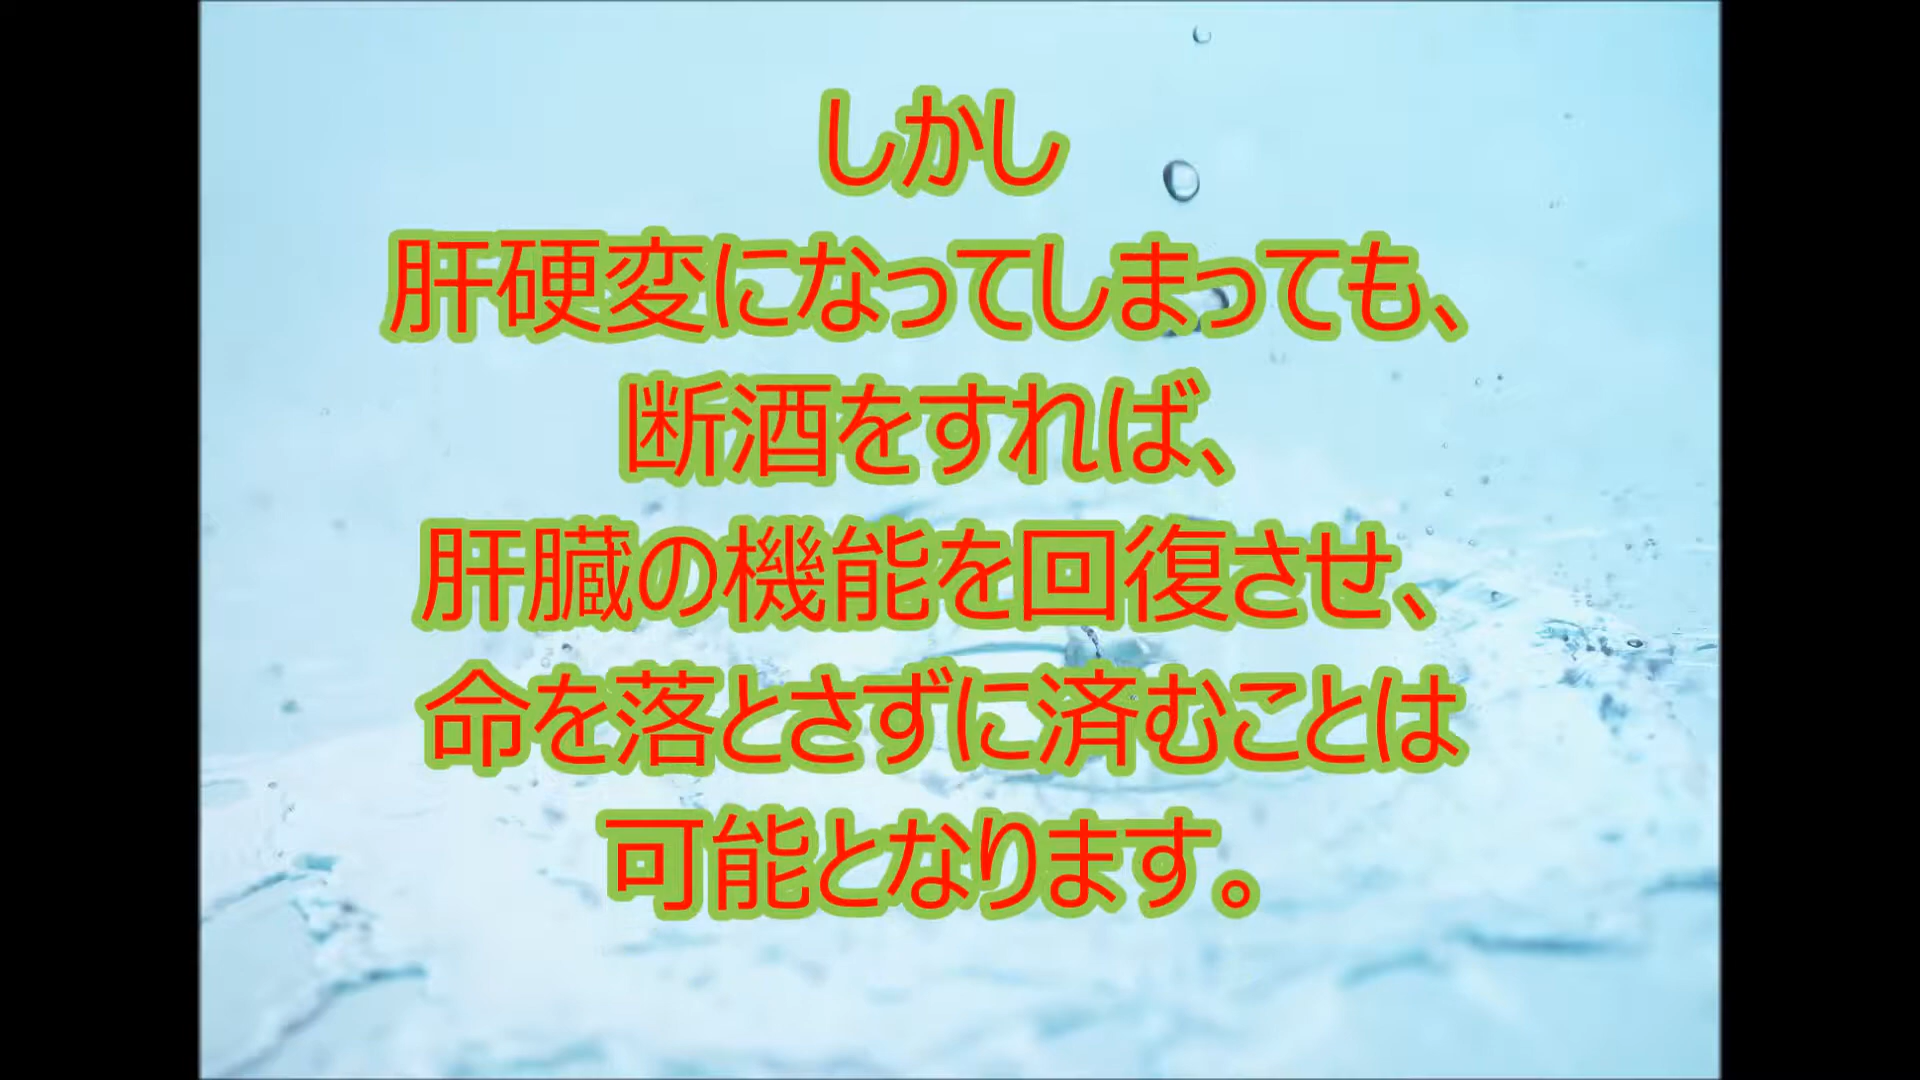 しかし
肝硬変になってしまっても、
断酒をすれば、
肝臓の機能を回復させ、
命を落とさずに済むことは
可能となります。